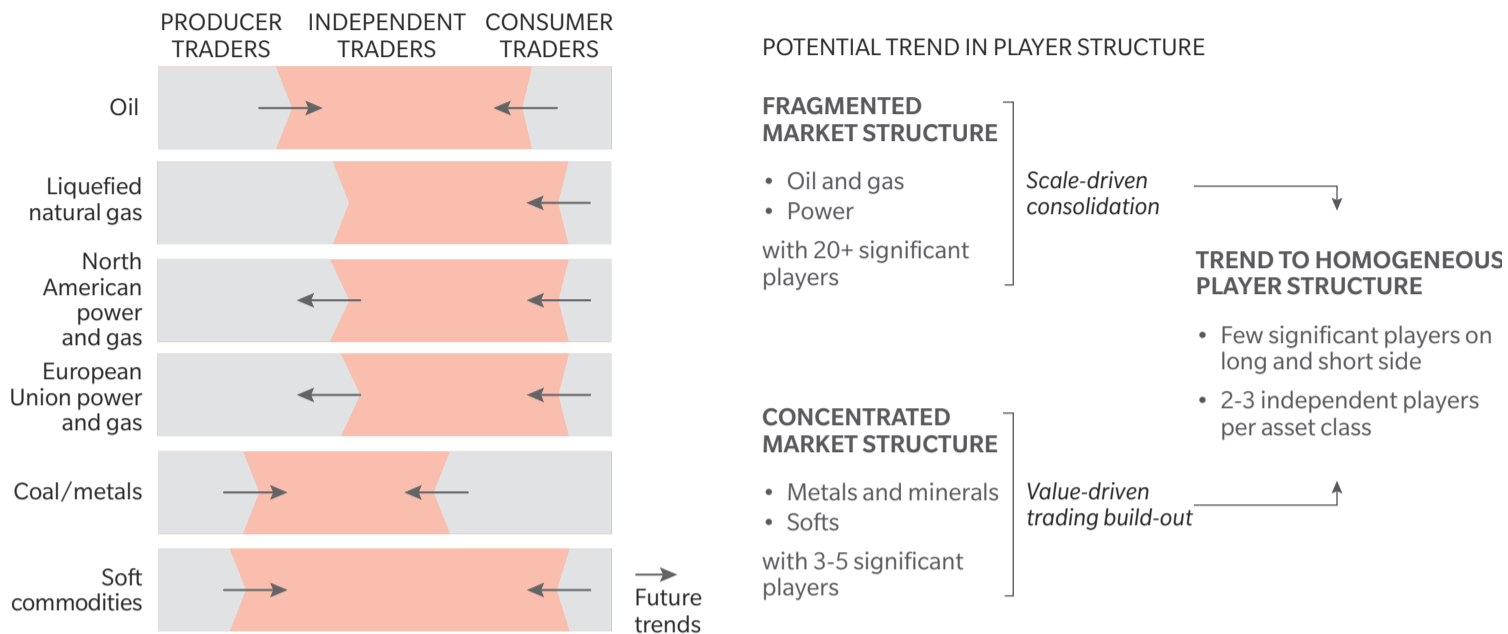 PRODUCER
TRADERS
INDEPENDENT
TRADERS
CONSUMER
TRADERS
Oil
Liquefied
natural gas
North
American
power
and gas
European
Union power
and gas
Coal/metals
Soft
commodities
Future
trends
POTENTIAL TREND IN PLAYER STRUCTURE
FRAGMENTED
MARKET STRUCTURE
• Oil and gas
• Power
with 20+ significant
players
Scale-driven
consolidation
CONCENTRATED
MARKET STRUCTURE
• Metals and minerals
• Softs
with 3-5 significant
players
Value-driven
trading build-out
TREND TO HOMOGENEOUS
PLAYER STRUCTURE
• Few significant players on
long and short side
• 2-3 independent players
per asset class